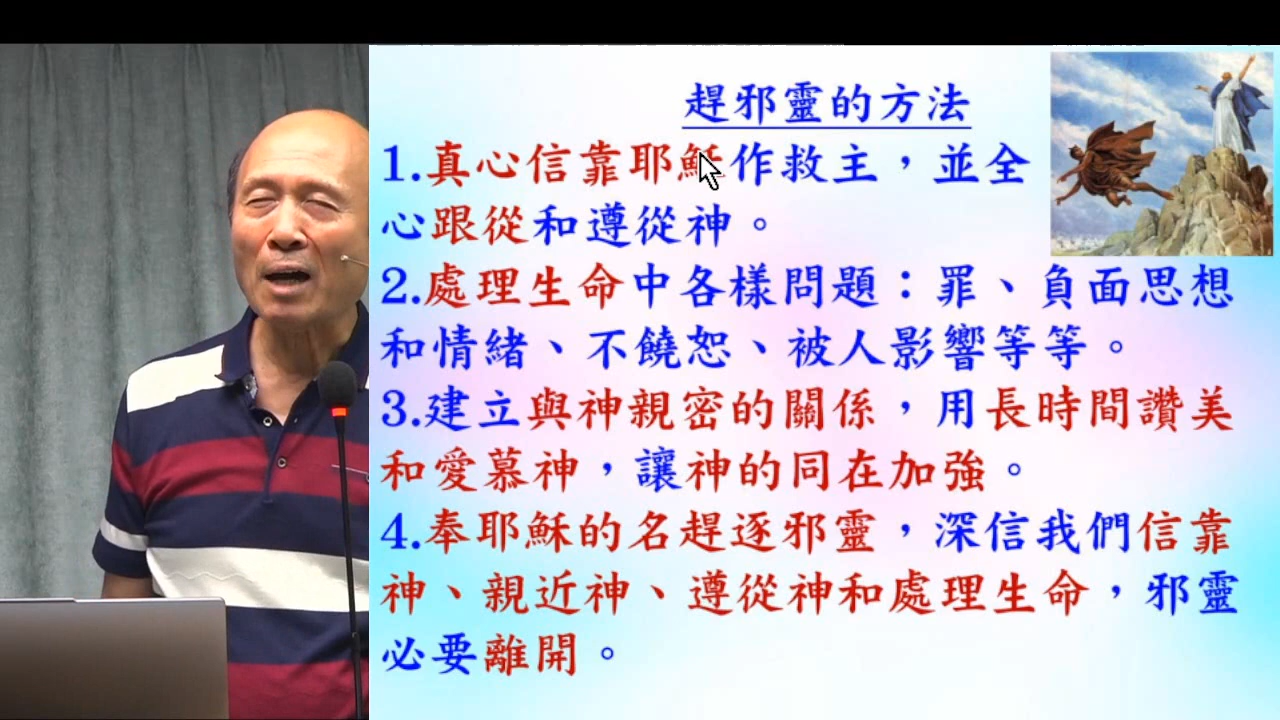 趕邪靈的方法
1.真心信靠耶穌作救主，並全
心跟從和遵從神。
2.處理生命中各樣問題：罪、負面思想
和情緒、不饒恕、被人影響等等。
3.建立與神親密的關係，用長時間讚美
和愛慕神，讓神的同在加強。
4.奉耶穌的名趕逐邪靈，深信我們信靠
神、親近神、遵從神和處理生命，邪靈
必要離開。